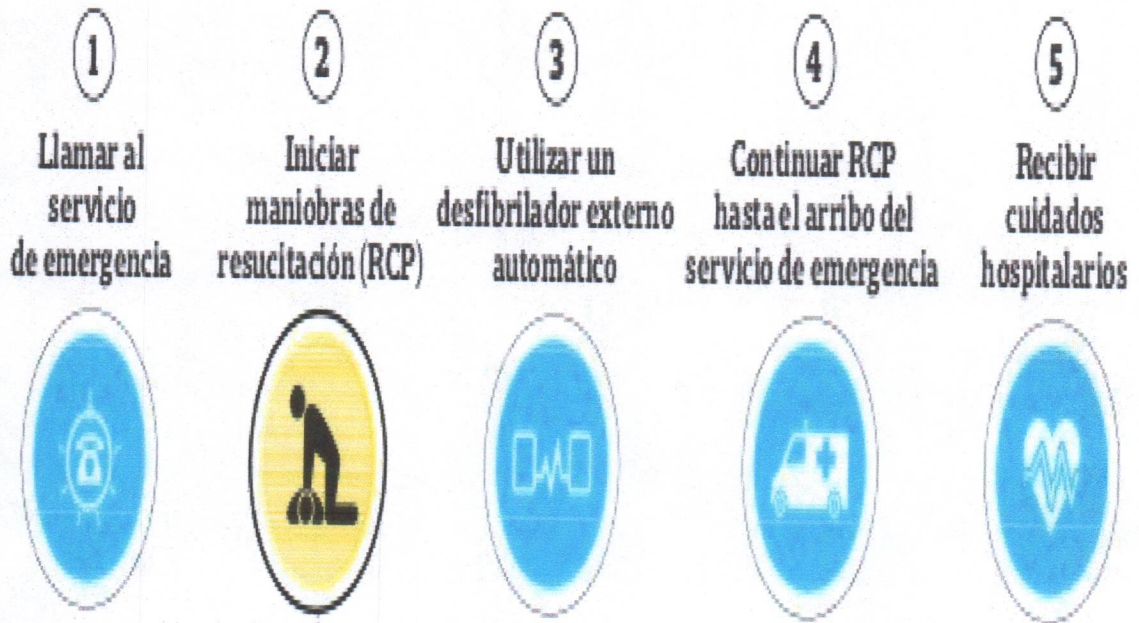 1
Llamar al
servicio
de emergencia
2
Iniciar
maniobras de
resucitación (RCP)
3
Utilizar un
desfibrilador externo
automático
4
Continuar RCP
hasta el arribo del
servicio de emergencia
5
Recibir
cuidados
hospitalarios